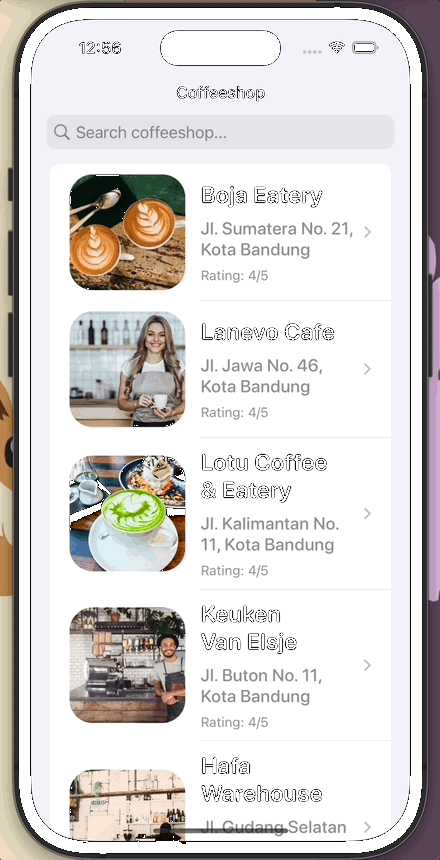 12:56
Coffeeshop
Search coffeeshop...
Boja Eatery
Jl. Sumatera No. 21,
Kota Bandung
Rating: 4/5
Lanevo Cafe
Jl. Jawa No. 46,
Kota Bandung
Rating: 4/5
Lotu Coffee
& Eatery
Jl. Kalimantan No.
11, Kota Bandung
Rating: 4/5
Keuken
Van Elsje
Jl. Buton No. 11,
Kota Bandung
Rating: 4/5
Hafa
Warehouse
Jl. Gudang Selatan